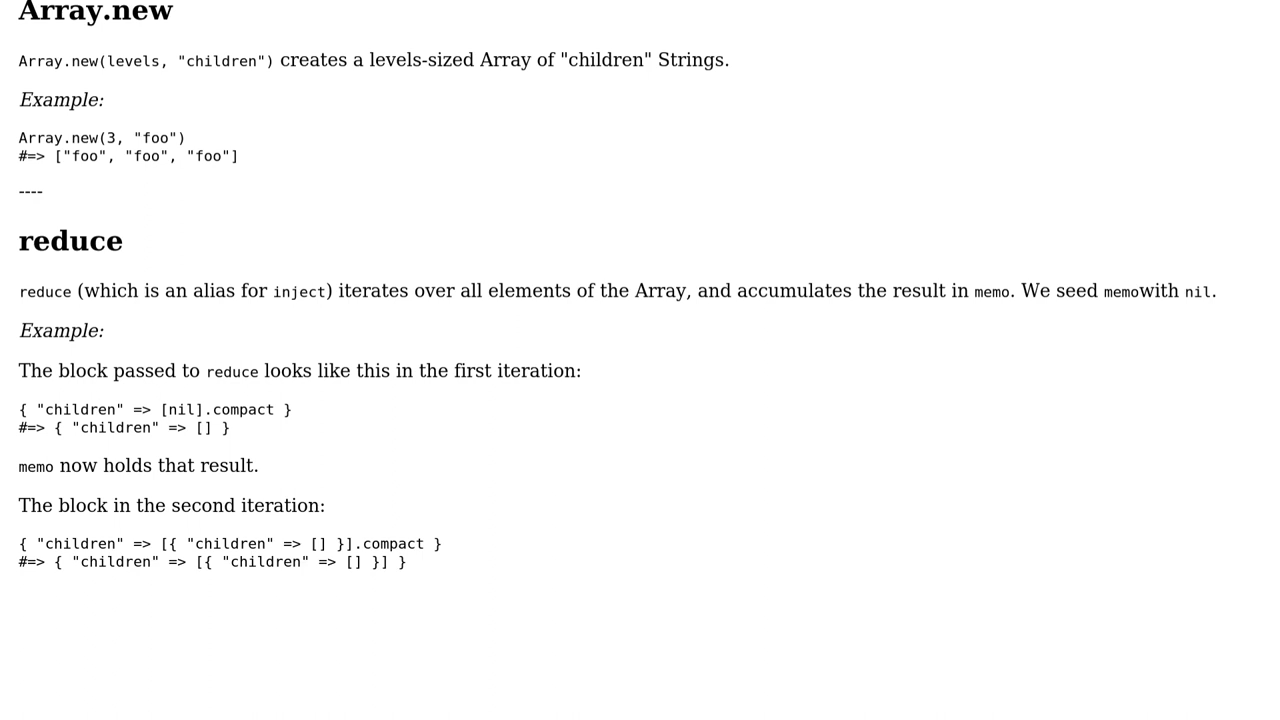 Array.new
Array.new(levels, "children") creates a levels-sized Array of "children" Strings.
Example:
Array.new(3, "foo")
#=> ["foo", "foo", "foo"]
----
reduce
reduce (which is an alias for inject) iterates over all elements of the Array, and accumulates the result in memo. We seed memowith nil.
Example:
The block passed to reduce looks like this in the first iteration:
{ "children" => [nil].compact }
#=> { "children" => [] }
memo now holds that result.
The block in the second iteration:
{ "children" => [{ "children" => [] }].compact }
#=> { "children" => [{ "children" => [] }] }